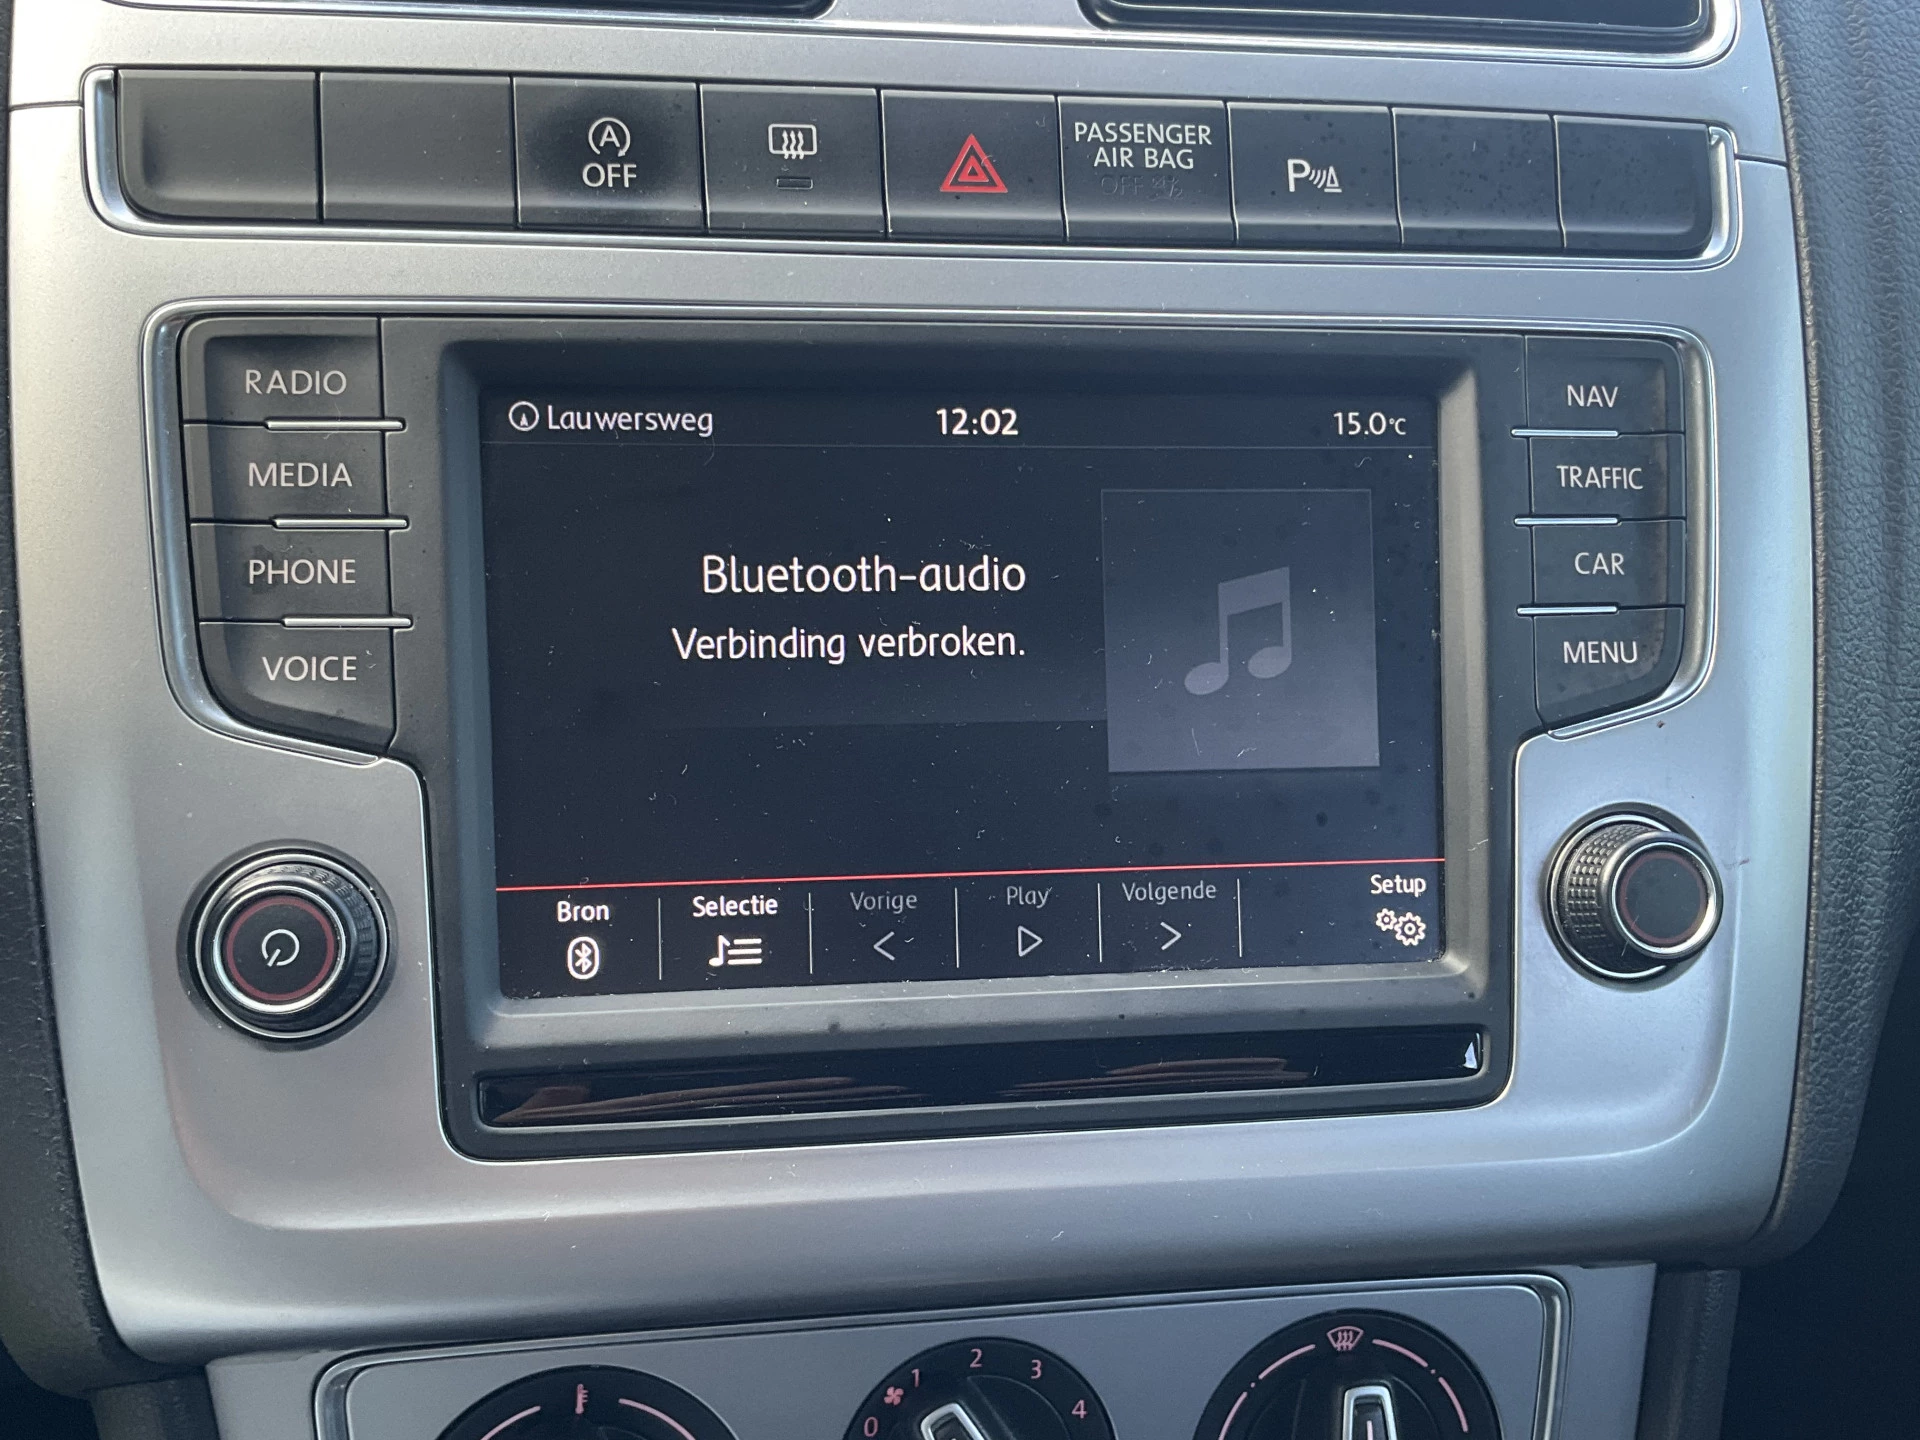 A
OFF
PASSENGER
AIR BAG
OFF
P
RADIO
MEDIA
PHONE
VOICE
Lauwersweg
12:02
15.0°C
Bluetooth-audio
Verbinding verbroken.
Bron
Selectie
Vorige
Play
Volgende
Setup
NAV
TRAFFIC
CAR
MENU
0
1
2
3
4